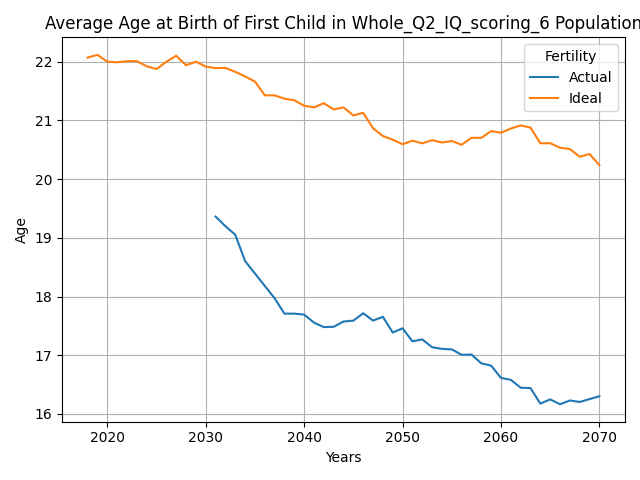 Average Age at Birth of First Child in Whole_Q2_IQ_scoring_6 Population
Fertility
Actual
Ideal
22
21
20
19
18
17
16
Age
2020 2030 2040 2050 2060 2070
Years